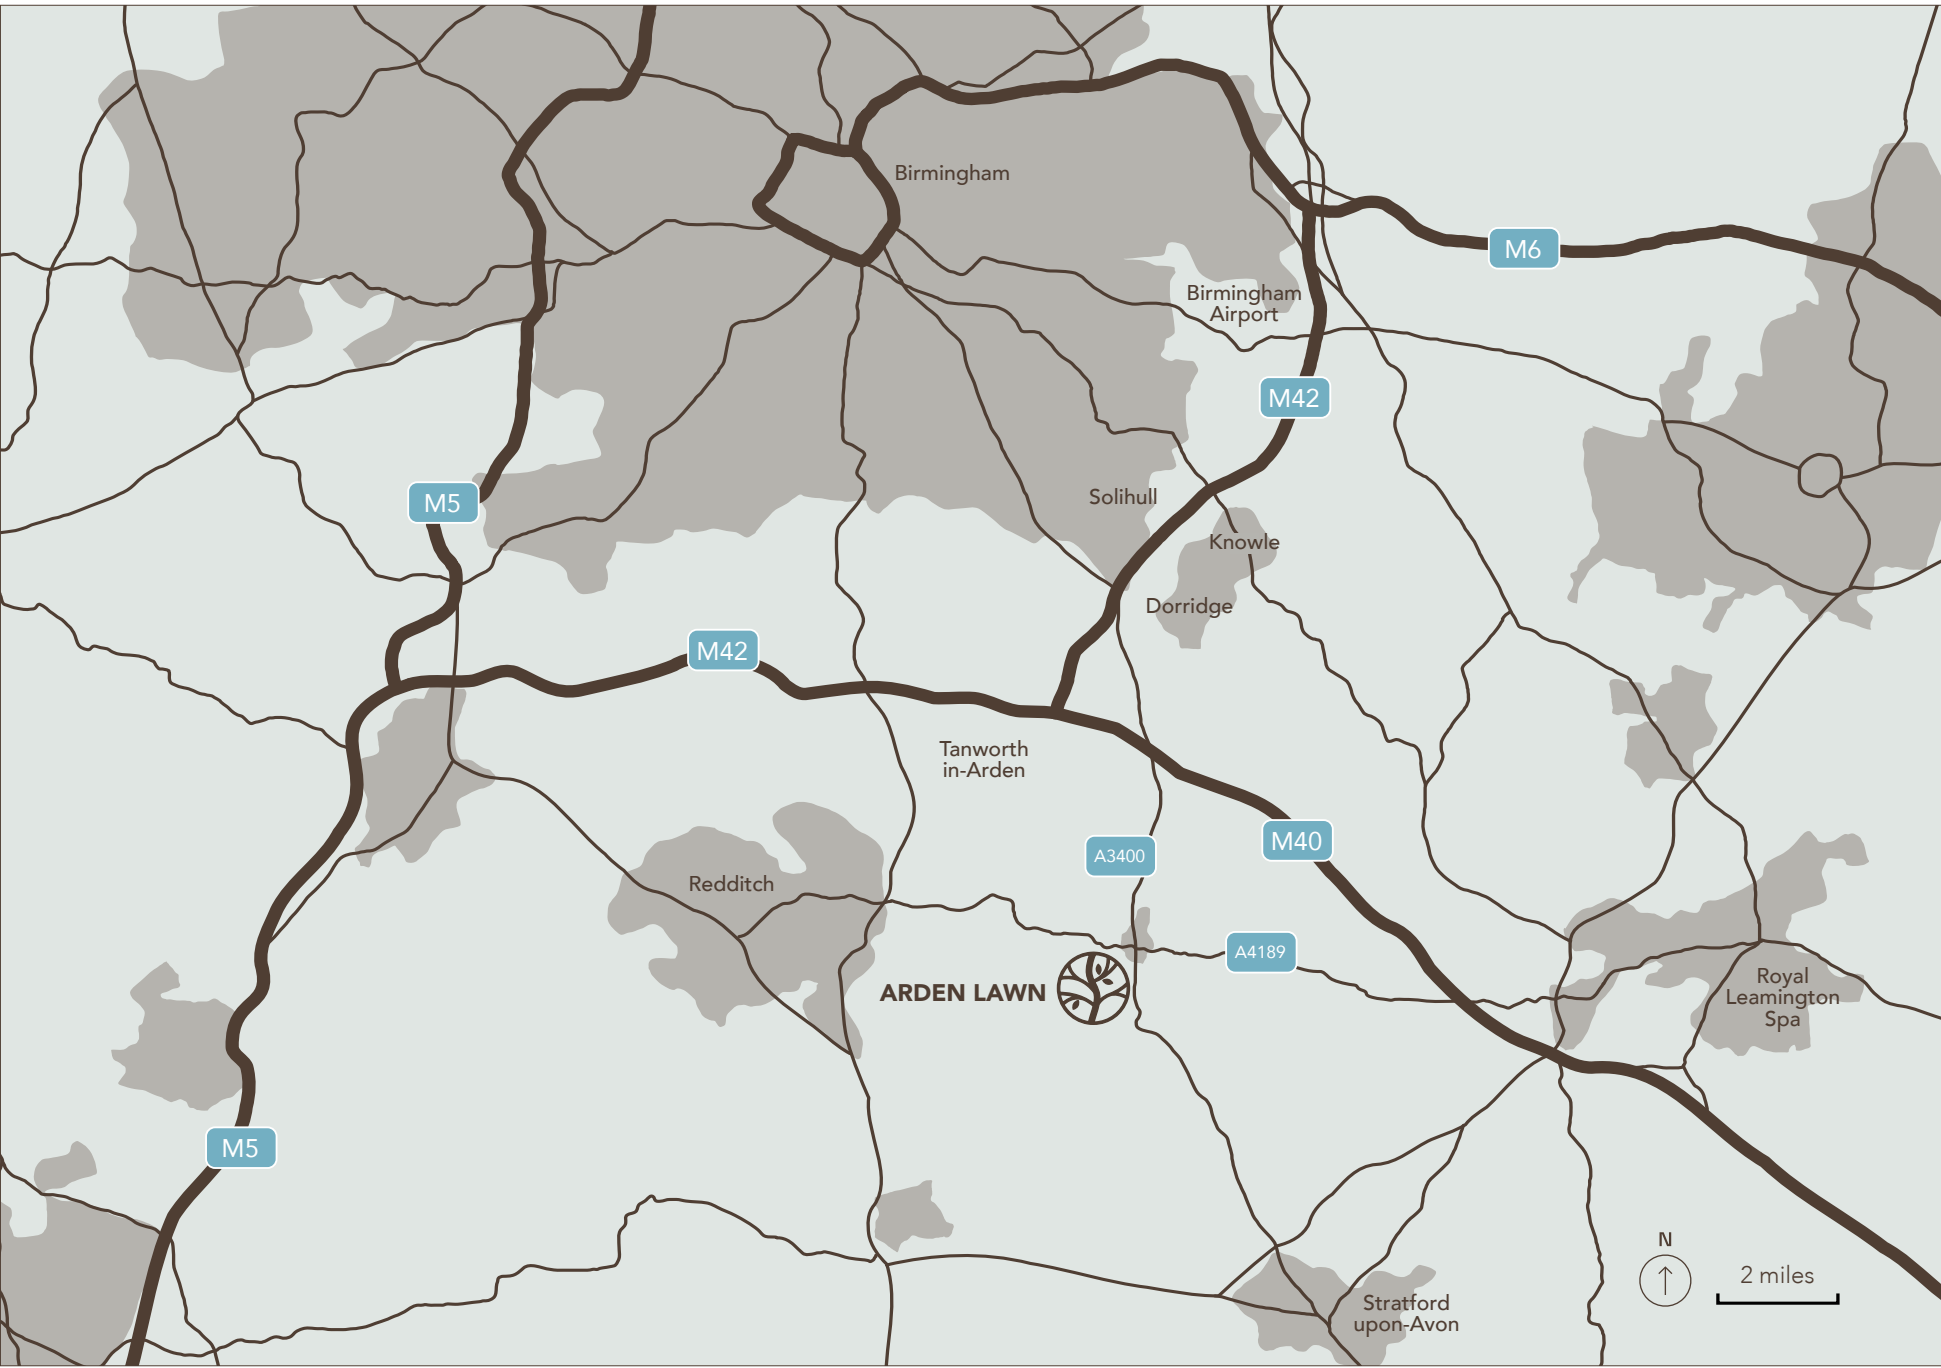 Birmingham
M6
Birmingham
Airport
M42
Solihull
M5
Knowle
Dorridge
M42
Tanworth
in-Arden
M40
A3400
Redditch
A4189
ARDEN LAWN
Royal
Leamington
Spa
M5
N
2 miles
Stratford
upon-Avon